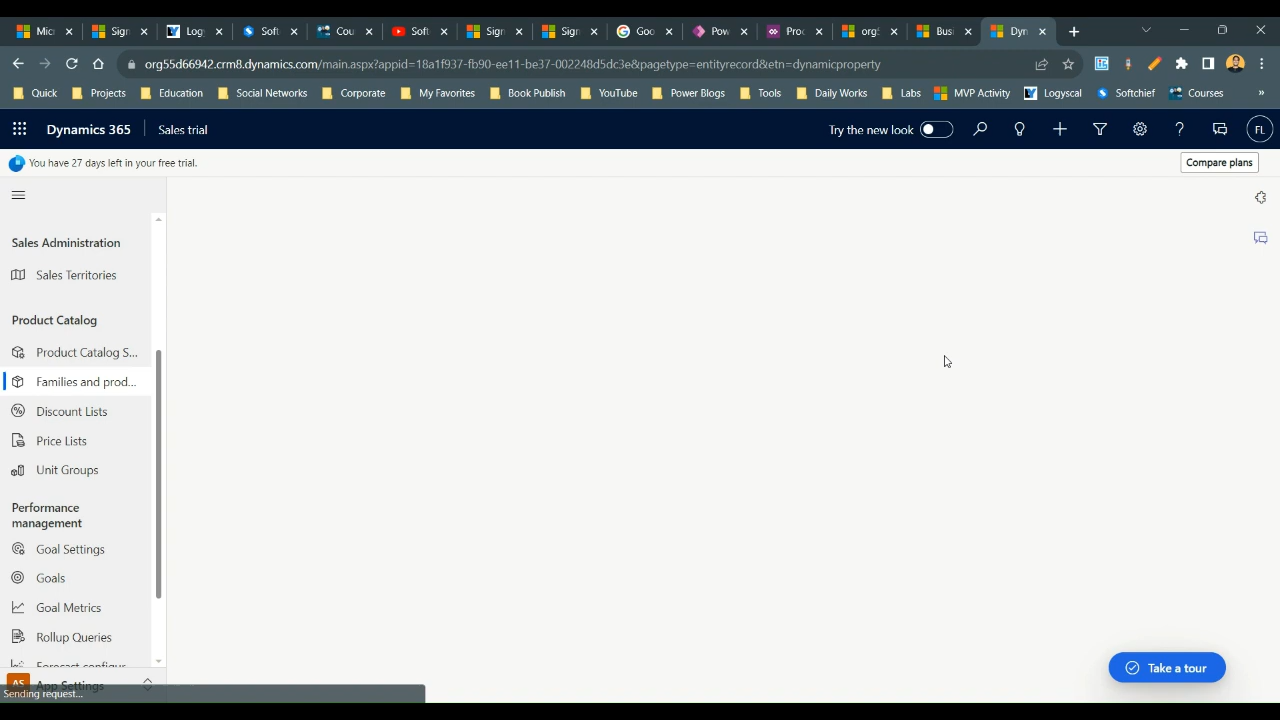 Mic
Sign
Log
Soft
Cou
Soft
Sign
Sign
Goo
Pow
Proc
org
Busi
Dyn
org55d66942.crm8.dynamics.com/main.aspx?appid=18a1f937-fb90-ee11-be37-002248d5dc3e&pagetype=entityrecord&etn=dynamicproperty
Quick Projects Education Social Networks Corporate My Favorites Book Publish YouTube Power Blogs Tools Daily Works Labs MVP Activity Logyscal Softchief Courses »
Dynamics 365 Sales trial Try the new look FL
You have 27 days left in your free trial. Compare plans
Sales Administration
Sales Territories
Product Catalog
Product Catalog S...
Families and prod...
Discount Lists
Price Lists
Unit Groups
Performance
management
Goal Settings
Goals
Goal Metrics
Rollup Queries
Forecast configur
AS App Settings
Sending request...
Take a tour